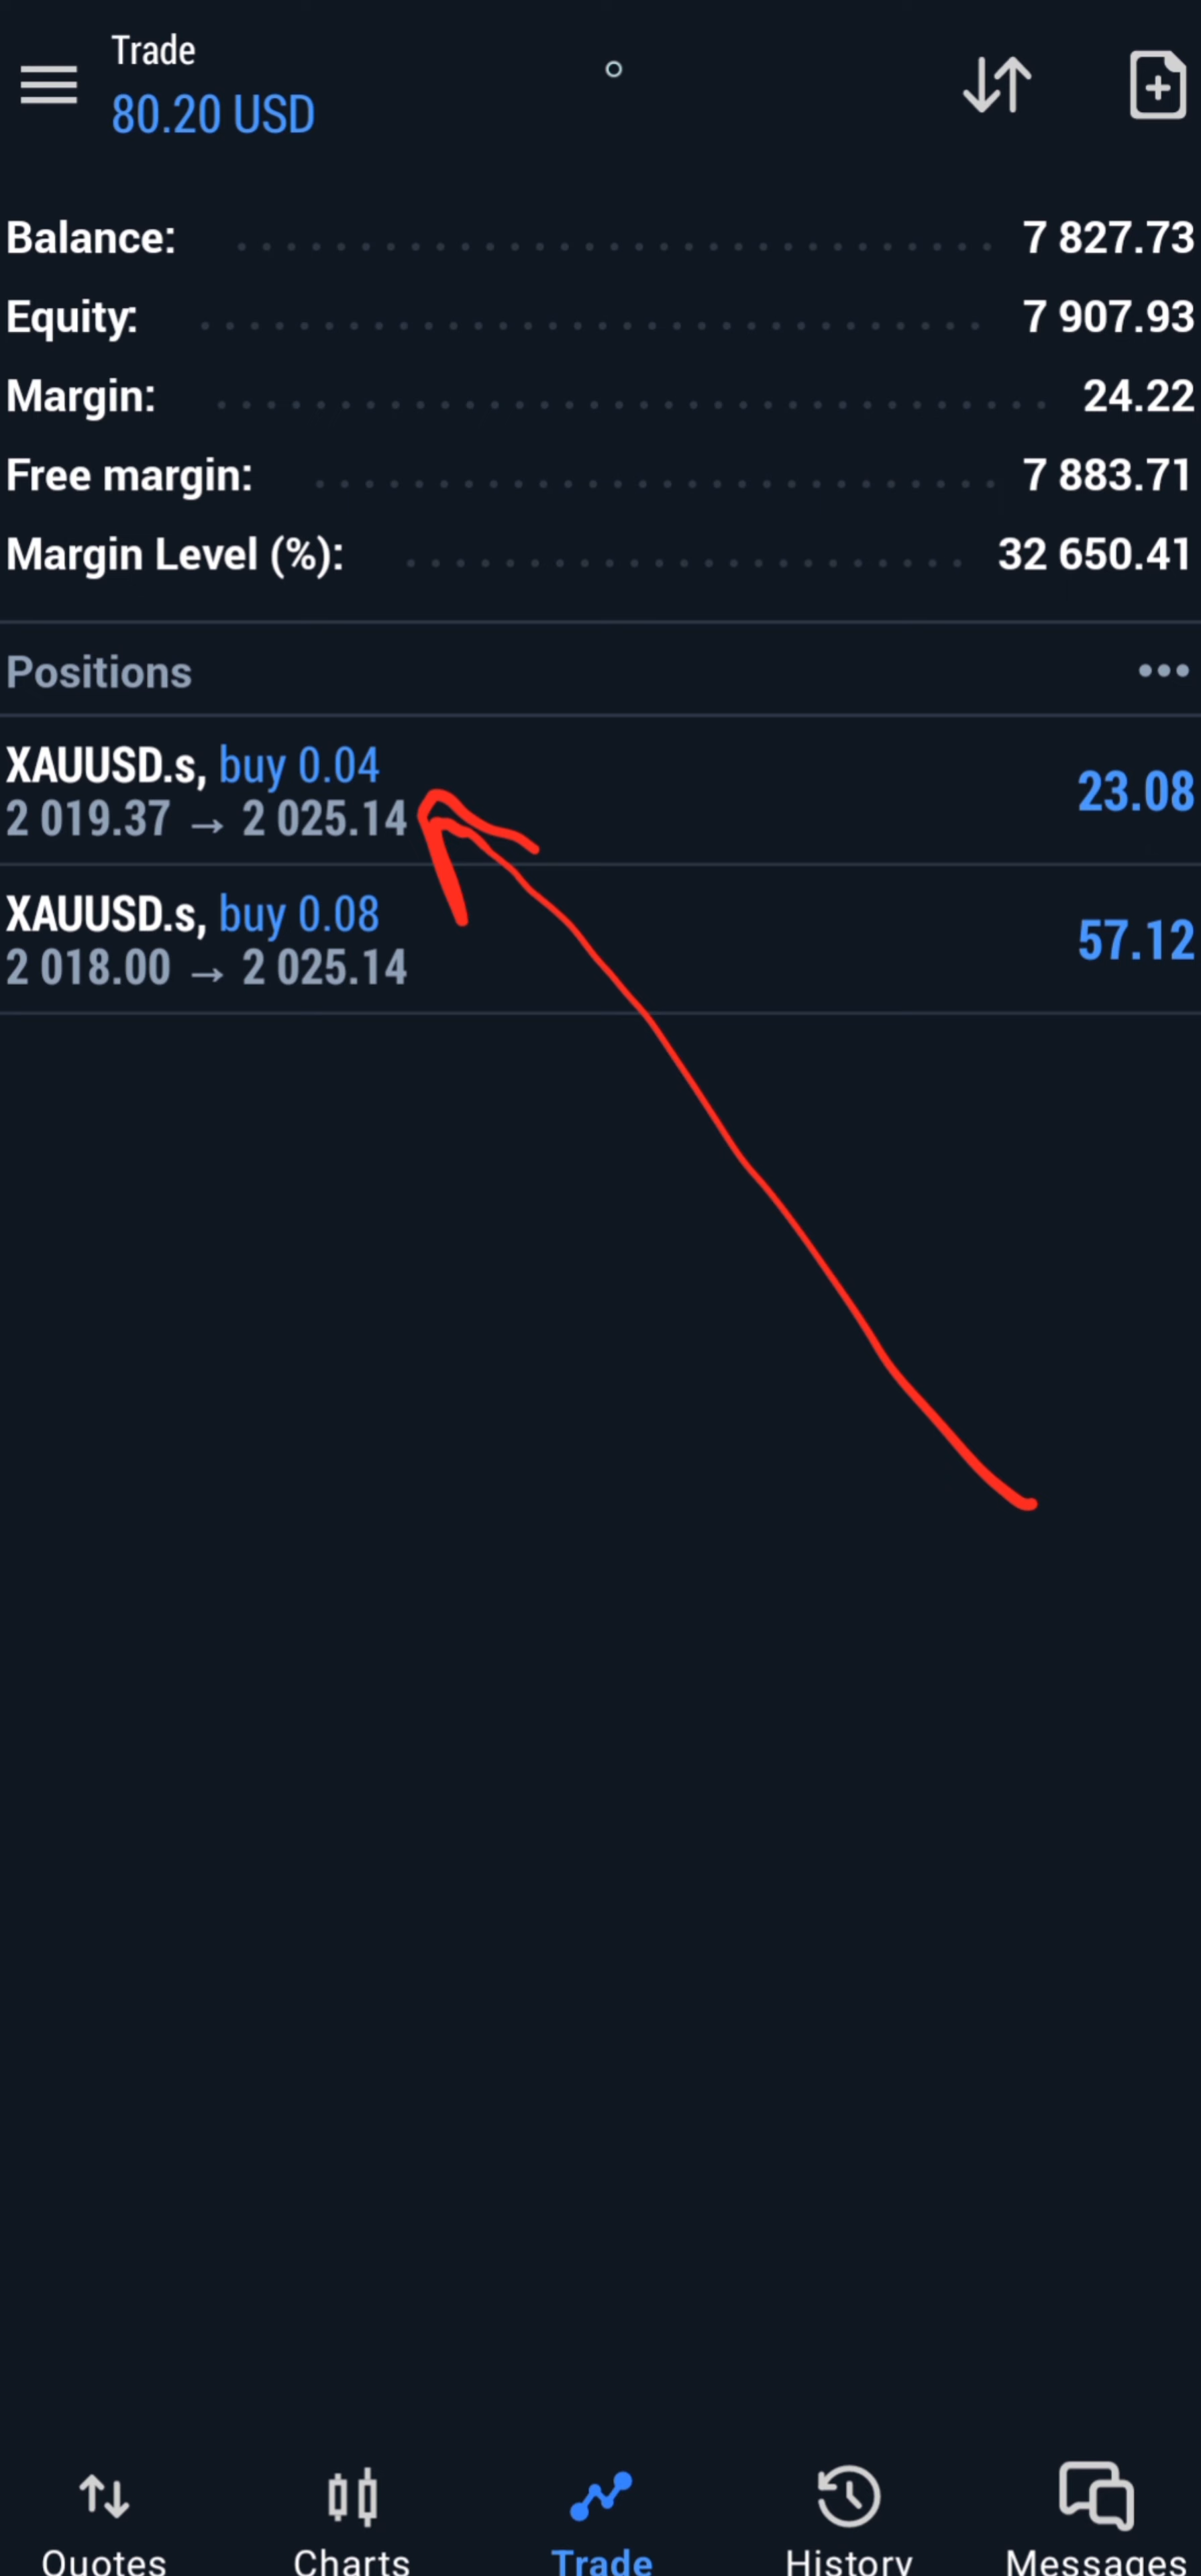 Trade
80.20 USD
Balance: 7 827.73
Equity: 7 907.93
Margin: 24.22
Free margin: 7 883.71
Margin Level (%): 32 650.41
Positions
XAUUSD.s, buy 0.04
2 019.37 → 2 025.14
23.08
XAUUSD.s, buy 0.08
2 018.00 → 2 025.14
57.12
Quotes Charts Trade History Messages